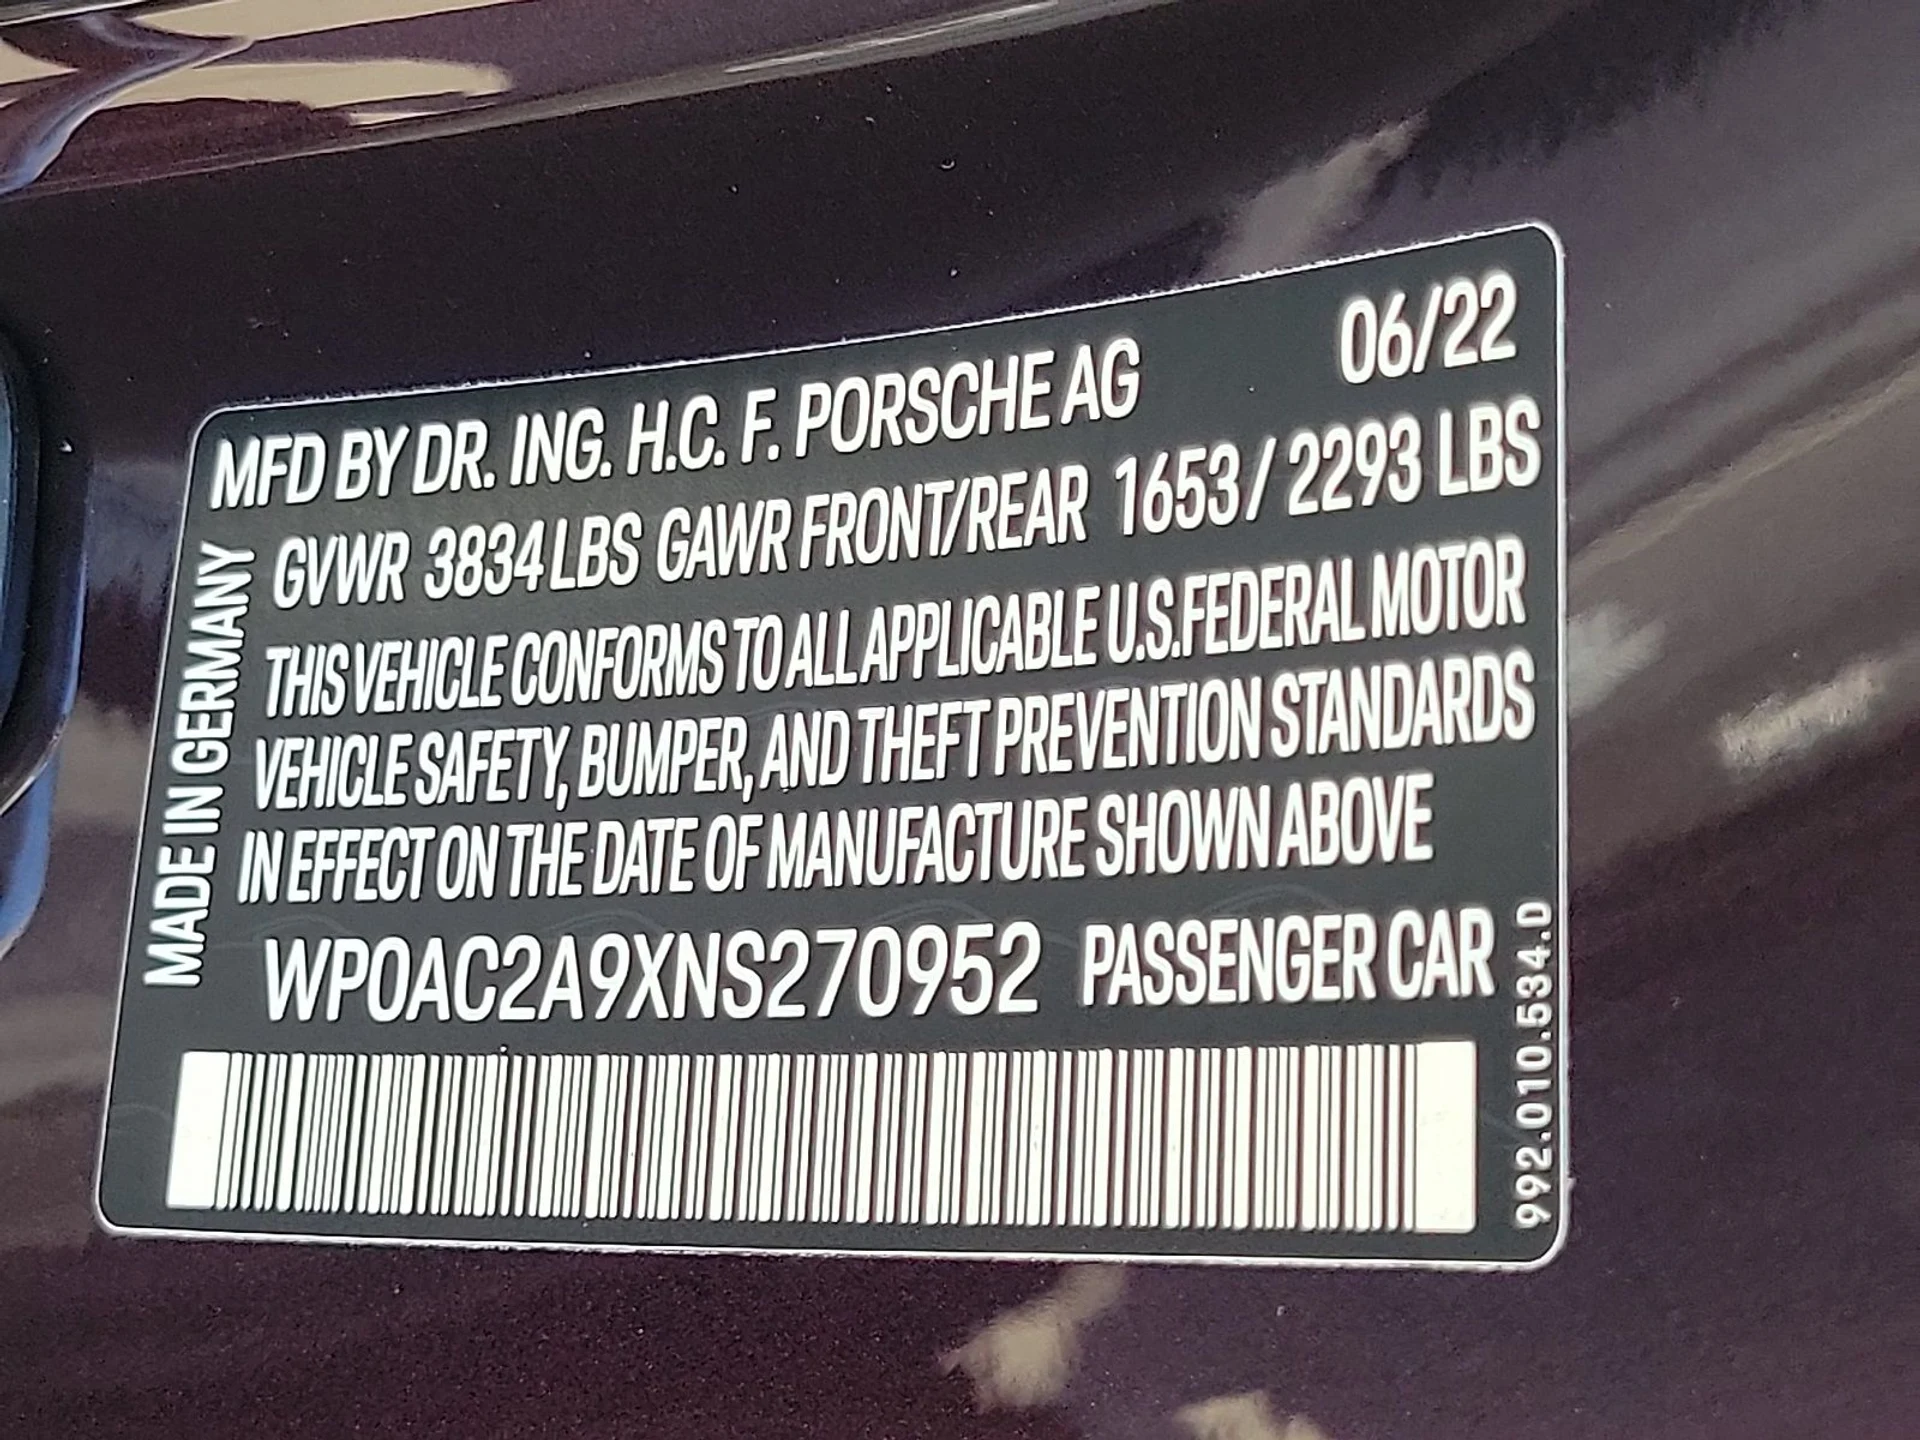 MFD BY DR. ING. H.C. F. PORSCHE AG 06/22
GVWR 3834 LBS GAWR FRONT/REAR 1653 / 2293 LBS
THIS VEHICLE CONFORMS TO ALL APPLICABLE U.S. FEDERAL MOTOR
VEHICLE SAFETY, BUMPER, AND THEFT PREVENTION STANDARDS
IN EFFECT ON THE DATE OF MANUFACTURE SHOWN ABOVE
WP0AC2A9XNS270952 PASSENGER CAR
MADE IN GERMANY
992.010.534.D